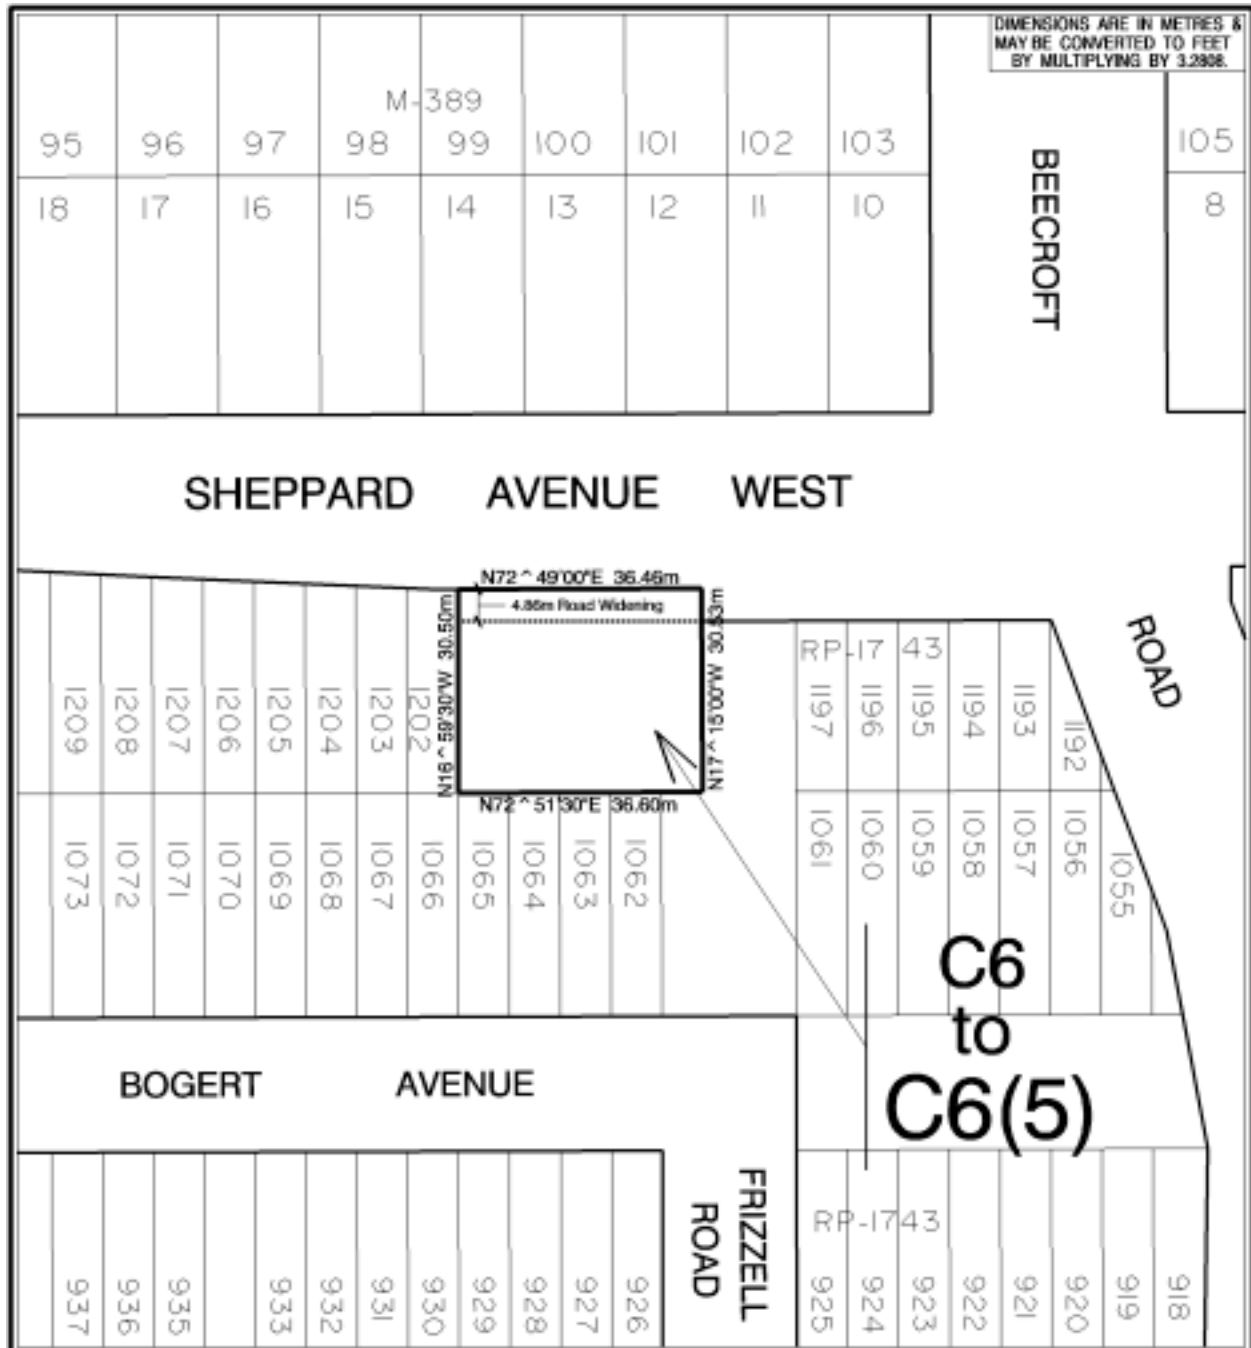 DIMENSIONS ARE IN METRES &
MAY BE CONVERTED TO FEET
BY MULTIPLYING BY 3.2808.
M-389
95 96 97 98 99 100 101 102 103 105
18 17 16 15 14 13 12 11 10 8
BEECROFT
SHEPPARD AVENUE WEST
N72^49'00"E 36.46m
4.86m Road Widening
N16^59'30"W 30.50m
N17^15'00"W 30.53m
N72^51'30"E 36.60m
ROAD
RP-17 43
1209 1208 1207 1206 1205 1204 1203 1202 1197 1196 1195 1194 1193 1192
1073 1072 1071 1070 1069 1068 1067 1066 1065 1064 1063 1062 1061 1060 1059 1058 1057 1056 1055
C6
to
C6(5)
BOGERT AVENUE
FRIZZELL
ROAD
RP-1743
937 936 935 933 932 931 930 929 928 927 926 925 924 923 922 921 920 919 918